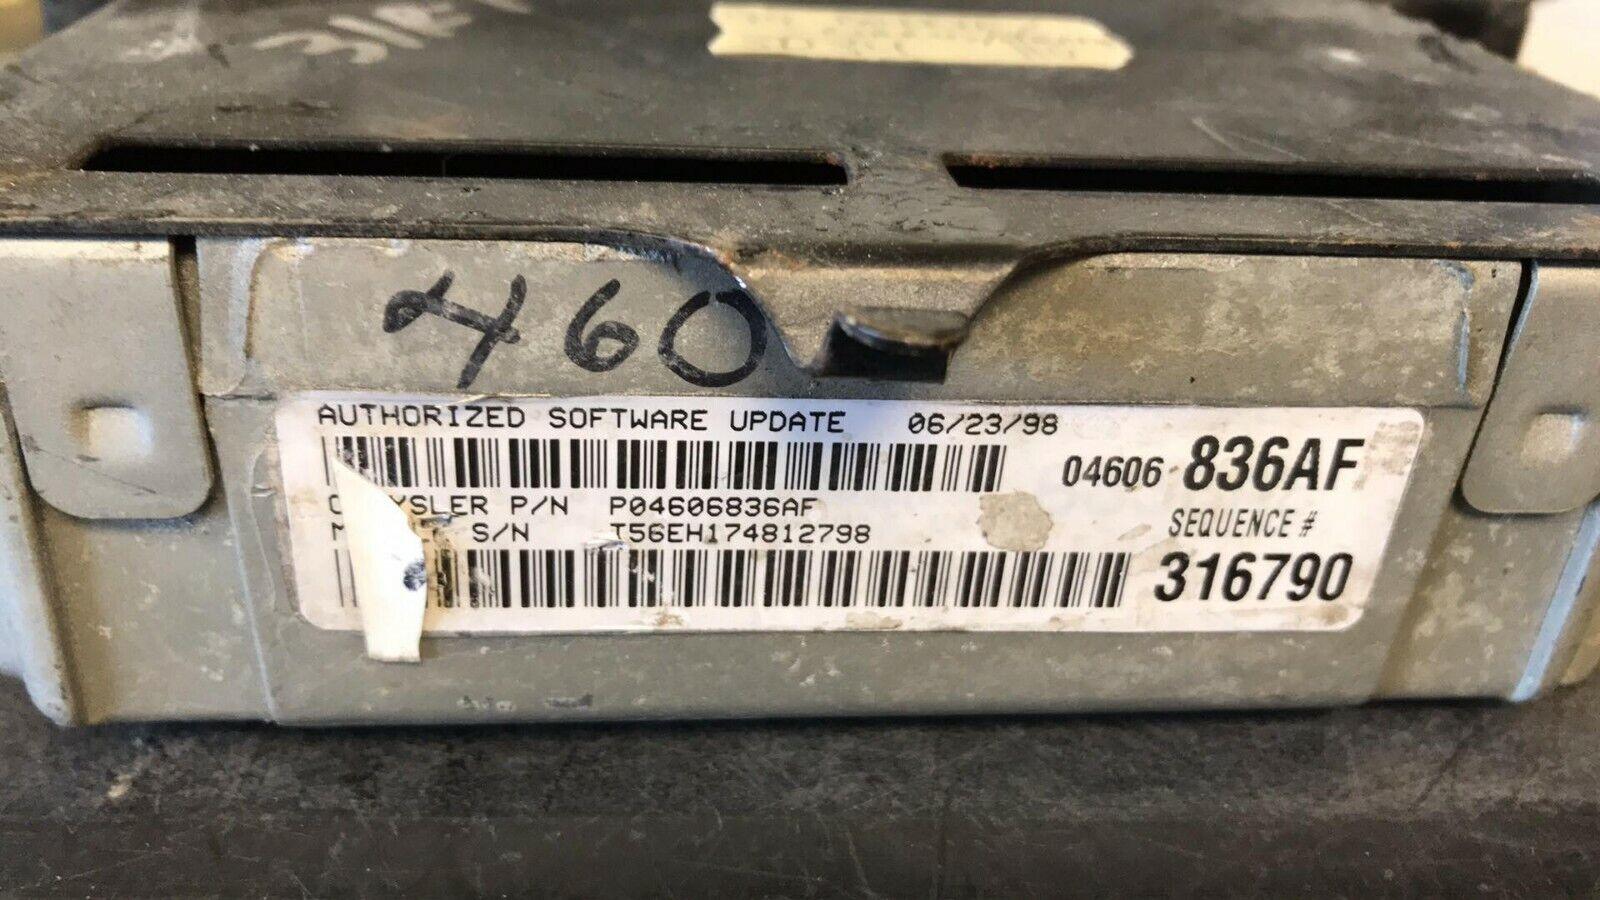 460
AUTHORIZED SOFTWARE UPDATE 06/23/98
04606 836AF
P/N P04606836AF
SEQUENCE #
S/N T56EH174812798
316790